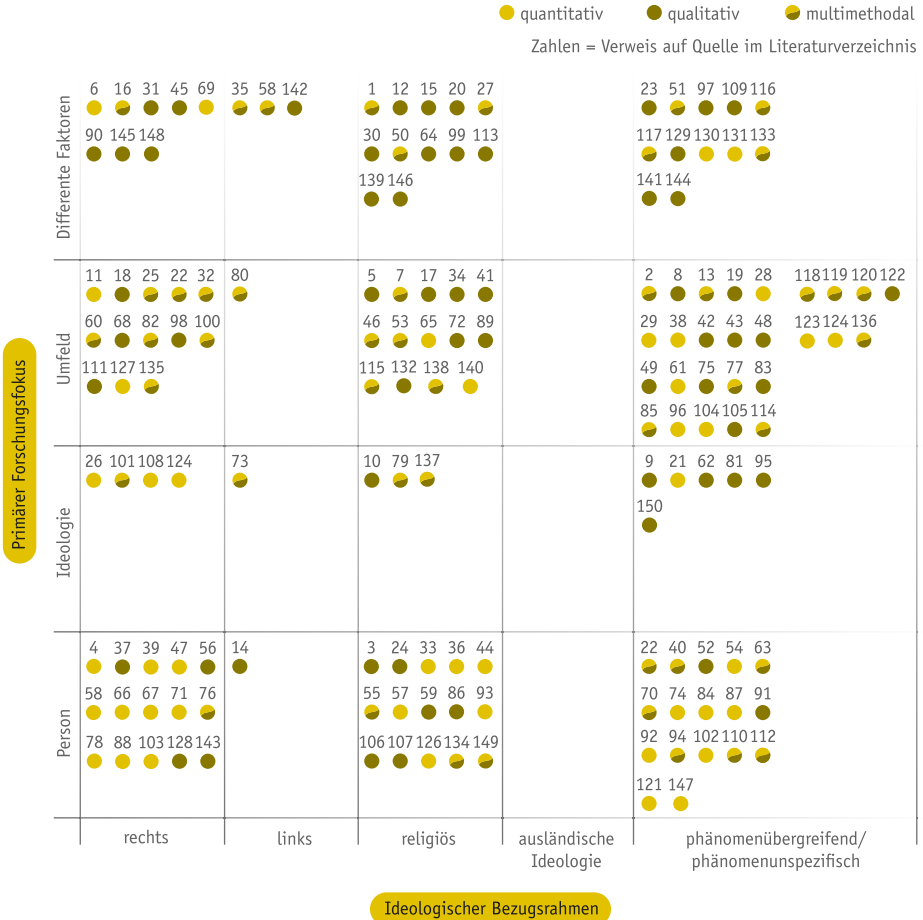 quantitativ qualitativ multimethodal
Zahlen = Verweis auf Quelle im Literaturverzeichnis
Primärer Forschungsfokus
Differente Faktoren
6 16 31 45 69 35 58 142 1 12 15 20 27 23 51 97 109 116
90 145 148 30 50 64 99 113 117 129 130 131 133
139 146 141 144
Umfeld
11 18 25 22 32 80 5 7 17 34 41 2 8 13 19 28 118 119 120 122
60 68 82 98 100 46 53 65 72 89 29 38 42 43 48 123 124 136
111 127 135 115 132 138 140 49 61 75 77 83
85 96 104 105 114
Ideologie
26 101 108 124 73 10 79 137 9 21 62 81 95
150
Person
4 37 39 47 56 14 3 24 33 36 44 22 40 52 54 63
58 66 67 71 76 55 57 59 86 93 70 74 84 87 91
78 88 103 128 143 106 107 126 134 149 92 94 102 110 112
121 147
rechts links religiös ausländische phänomenübergreifend/
Ideologie phänomenunspezifisch
Ideologischer Bezugsrahmen